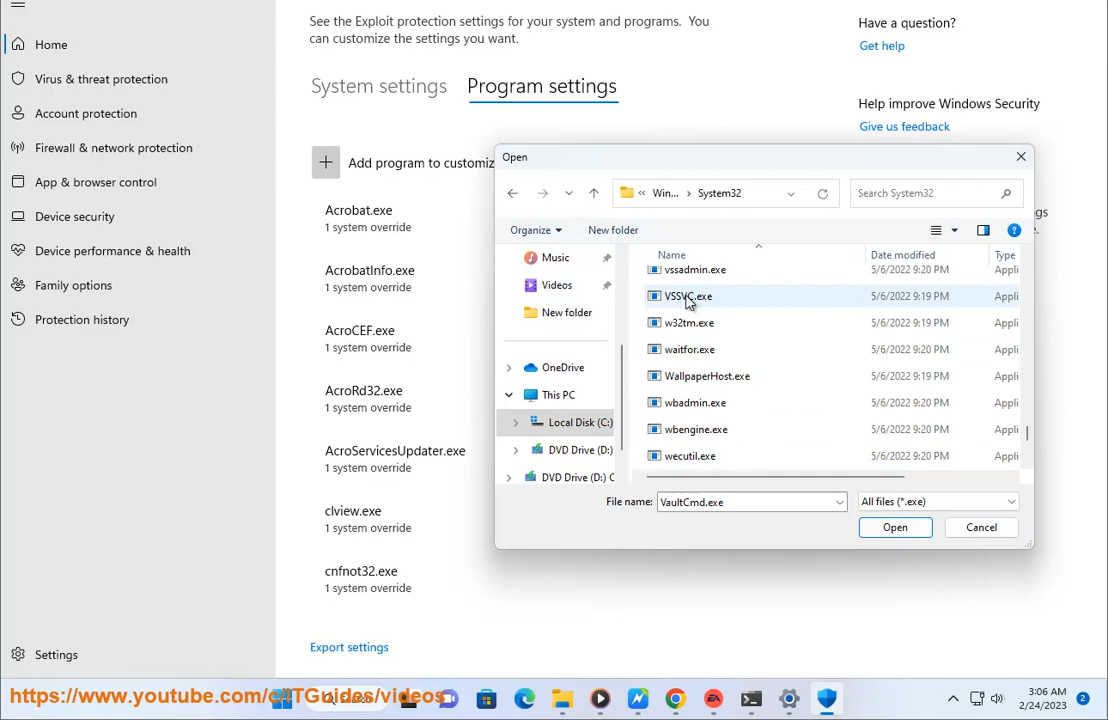 See the Exploit protection settings for your system and programs. You
can customize the settings you want.
System settings
Program settings
Add program to customiz
Acrobat.exe
1 system override
AcrobatInfo.exe
1 system override
AcroCEF.exe
1 system override
AcroRd32.exe
1 system override
AcroServicesUpdater.exe
1 system override
clview.exe
1 system override
cnfnot32.exe
1 system override
Export settings
Home
Virus & threat protection
Account protection
Firewall & network protection
App & browser control
Device security
Device performance & health
Family options
Protection history
Settings
Have a question?
Get help
Help improve Windows Security
Give us feedback
ngs
e.
Open
« Win... > System32
Search System32
Organize
New folder
Music
Videos
New folder
OneDrive
This PC
Local Disk (C:)
DVD Drive (D:)
DVD Drive (D:) C
Name Date modified Type
vssadmin.exe 5/6/2022 9:20 PM Appli
VSSVC.exe 5/6/2022 9:19 PM Appli
w32tm.exe 5/6/2022 9:19 PM Appli
waitfor.exe 5/6/2022 9:20 PM Appli
WallpaperHost.exe 5/6/2022 9:19 PM Appli
wbadmin.exe 5/6/2022 9:20 PM Appli
wbengine.exe 5/6/2022 9:20 PM Appli
wecutil.exe 5/6/2022 9:20 PM Appli
File name: VaultCmd.exe All files (*.exe)
Open Cancel
https://www.youtube.com/c/ITGuides/videos
3:06 AM
2/24/2023
2